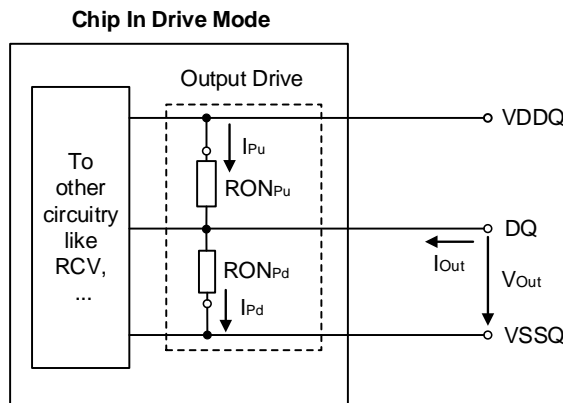 Chip In Drive Mode
Output Drive
To
other
circuitry
like
RCV,
...
IPu
RONPu
RONPd
IPd
VDDQ
DQ
IOut
VOut
VSSQ